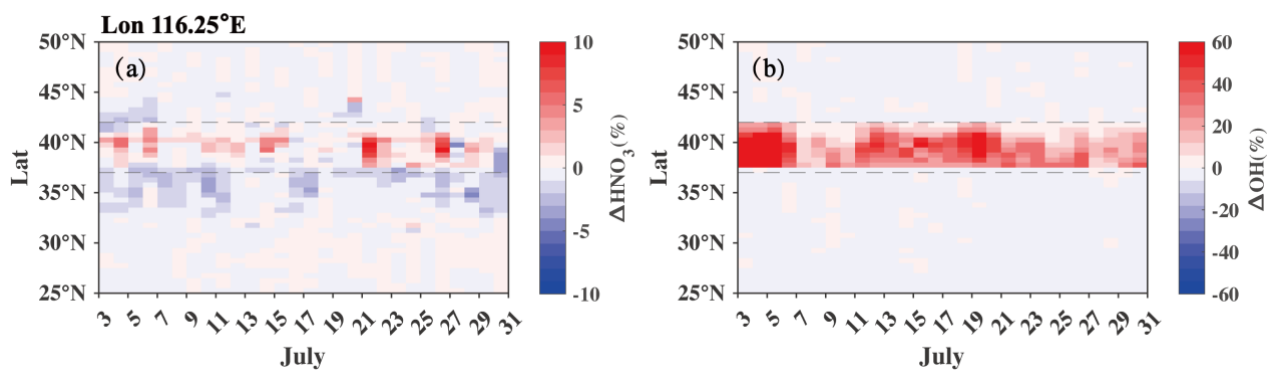 Lon 116.25°E
(a)
50°N
45°N
40°N
35°N
30°N
25°N
Lat
3 5 7 9 11 13 15 17 19 21 23 25 27 29 31
July
10
5
0
-5
-10
ΔHNO3(%)
(b)
50°N
45°N
40°N
35°N
30°N
25°N
Lat
3 5 7 9 11 13 15 17 19 21 23 25 27 29 31
July
60
40
20
0
-20
-40
-60
ΔOH(%)